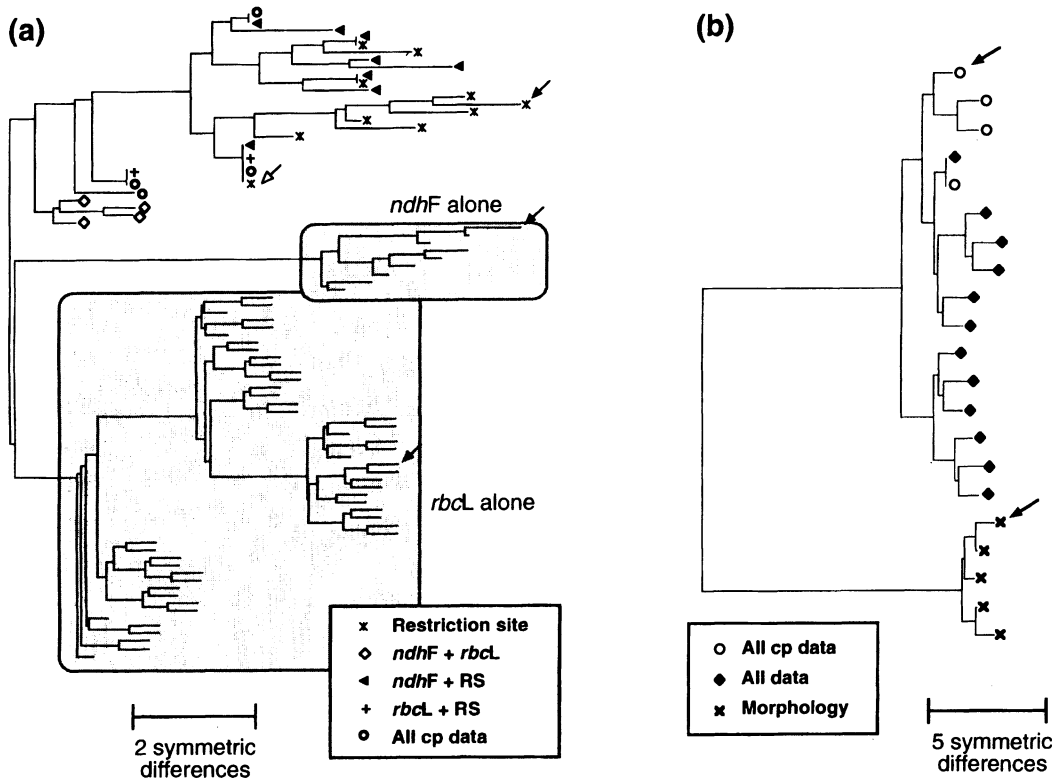 (a)
ndhF alone
rbcL alone
Restriction site
ndhF + rbcL
ndhF + RS
rbcL + RS
All cp data
2 symmetric
differences
(b)
All cp data
All data
Morphology
5 symmetric
differences